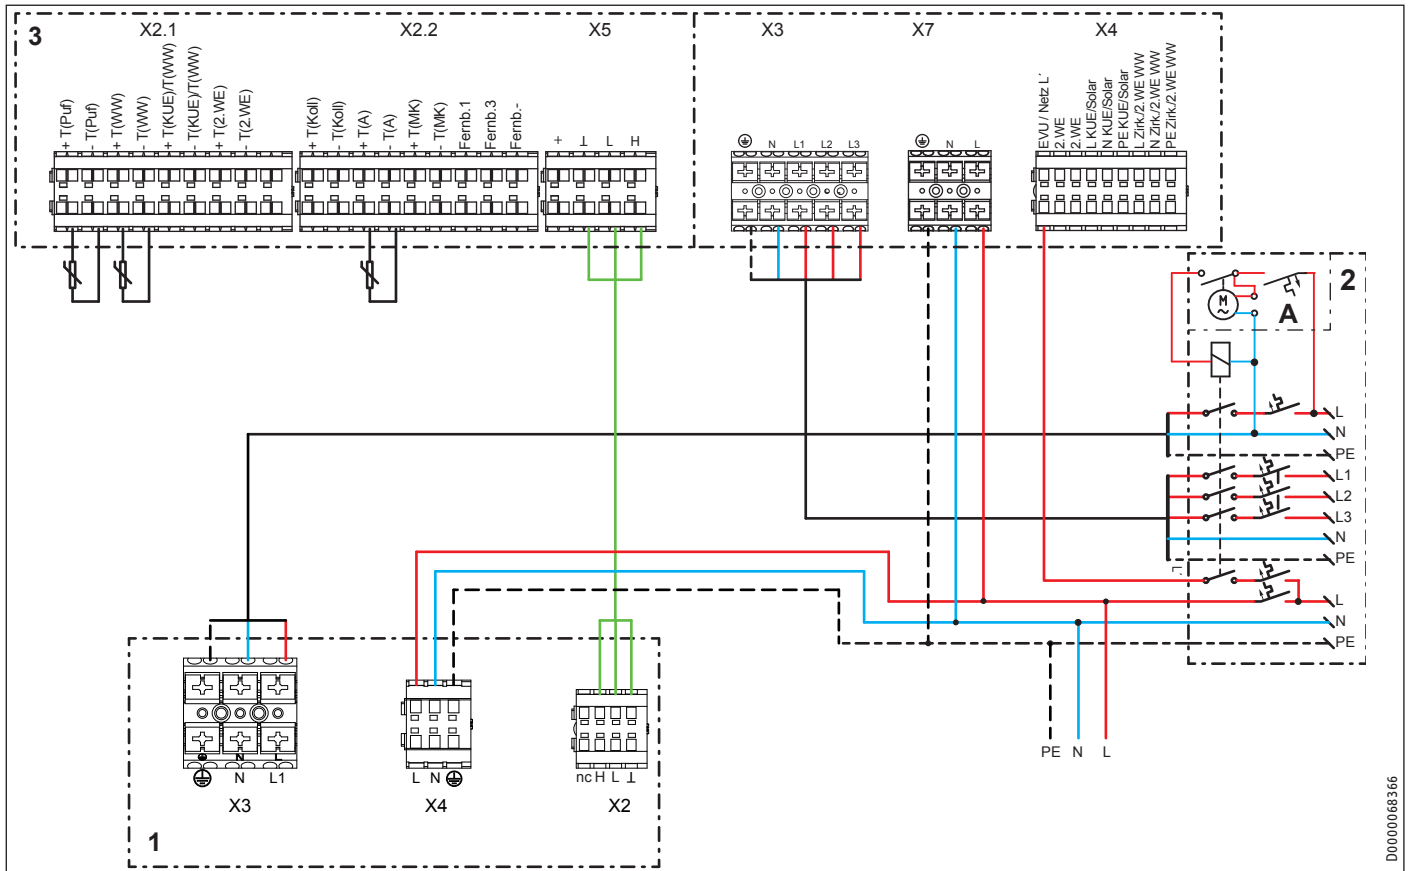 3
X2.1
X2.2
X5
X3
X7
X4
+ T(Puf)
- T(Puf)
+ T(WW)
- T(WW)
+ T(KUE)/T(WW)
- T(KUE)/T(WW)
+ T(2.WE)
- T(2.WE)
+ T(Koll)
- T(Koll)
+ T(A)
- T(A)
+ T(MK)
- T(MK)
Fernb.1
Fernb.3
Fernb.-
+ ⊥ L H
N L1 L2 L3
N L
EVU / Netz L´
2.WE
2.WE
L KUE/Solar
N KUE/Solar
PE KUE/Solar
L Zirk./2.WE WW
N Zirk./2.WE WW
PE Zirk./2.WE WW
2
M
~
A
L
N
PE
L1
L2
L3
N
PE
L
N
PE
PE N L
N L
N L1
X3
L N
X4
nc H L ⊥
X2
1
D0000068366